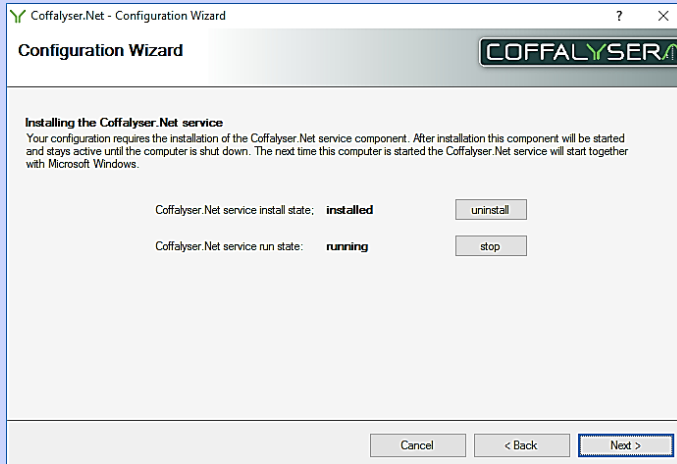 Coffalyser.Net - Configuration Wizard
?
Configuration Wizard
COFFALYSER
Installing the Coffalyser.Net service
Your configuration requires the installation of the Coffalyser.Net service component. After installation this component will be started
and stays active until the computer is shut down. The next time this computer is started the Coffalyser.Net service will start together
with Microsoft Windows.
Coffalyser.Net service install state; installed uninstall
Coffalyser.Net service run state: running stop
Cancel < Back Next >